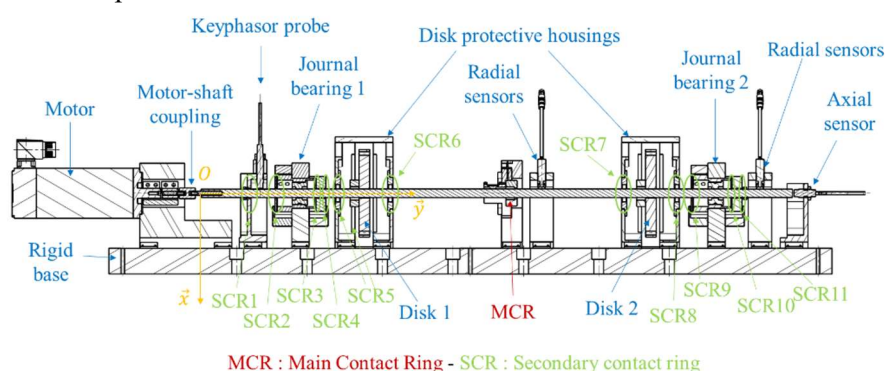 Keyphasor probe
Disk protective housings
Radial sensors
Journal
bearing 1
Radial
sensors
Journal
bearing 2
Motor-shaft
coupling
Axial
sensor
Motor
SCR6
SCR7
O
y
Rigid
base
x
SCR1
SCR2
SCR3
SCR4
SCR5
Disk 1
MCR
Disk 2
SCR8
SCR9
SCR10
SCR11
MCR : Main Contact Ring - SCR : Secondary contact ring